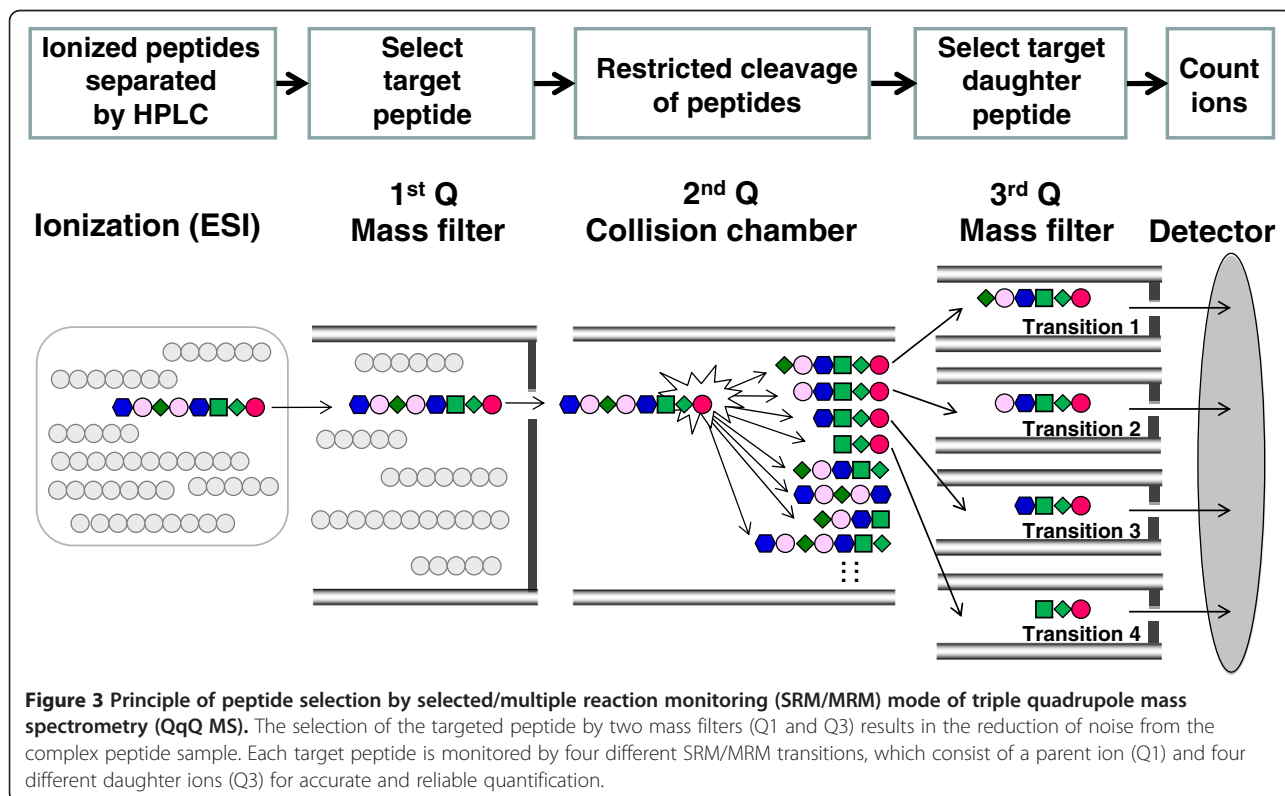 Ionized peptides
separated
by HPLC
Select
target
peptide
Restricted cleavage
of peptides
Select target
daughter
peptide
Count
ions
Ionization (ESI)
1st Q
Mass filter
2nd Q
Collision chamber
3rd Q
Mass filter
Detector
Transition 1
Transition 2
Transition 3
Transition 4
Figure 3 Principle of peptide selection by selected/multiple reaction monitoring (SRM/MRM) mode of triple quadrupole mass
spectrometry (QqQ MS). The selection of the targeted peptide by two mass filters (Q1 and Q3) results in the reduction of noise from the
complex peptide sample. Each target peptide is monitored by four different SRM/MRM transitions, which consist of a parent ion (Q1) and four
different daughter ions (Q3) for accurate and reliable quantification.